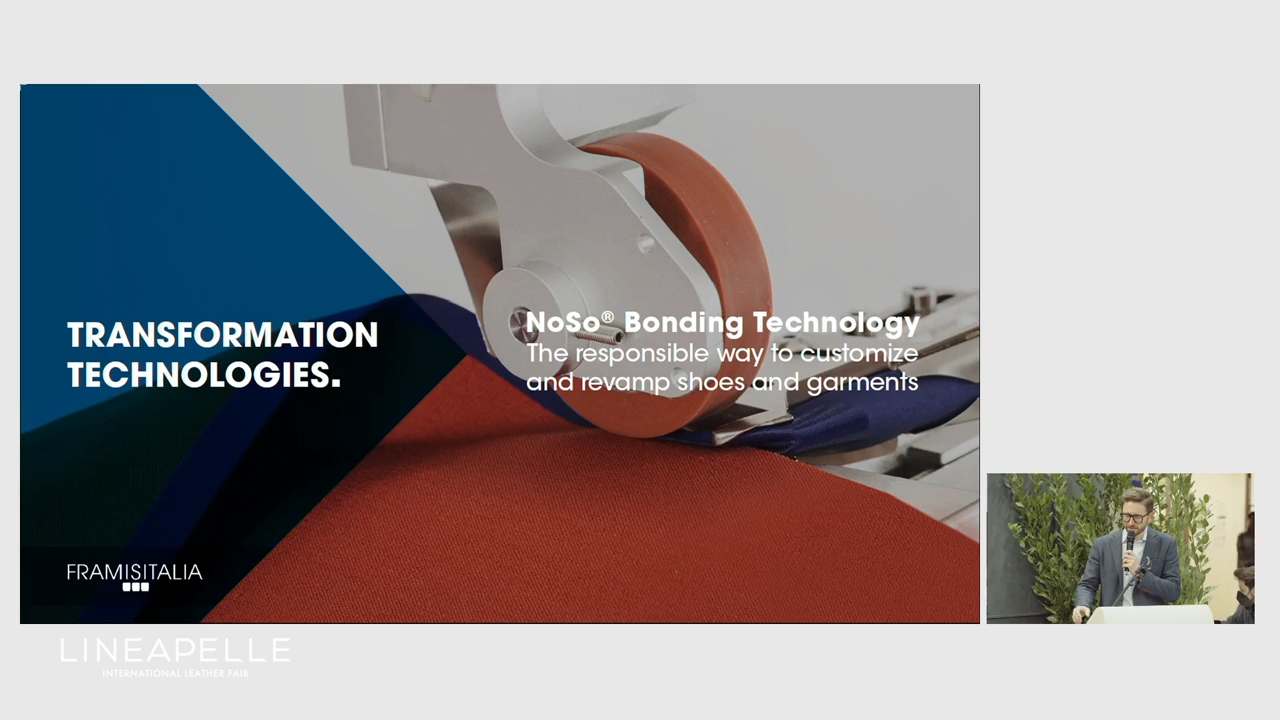 TRANSFORMATION
TECHNOLOGIES.
NoSo® Bonding Technology
The responsible way to customize
and revamp shoes and garments
FRAMISITALIA
LINEAPELLE
INTERNATIONAL LEATHER FAIR